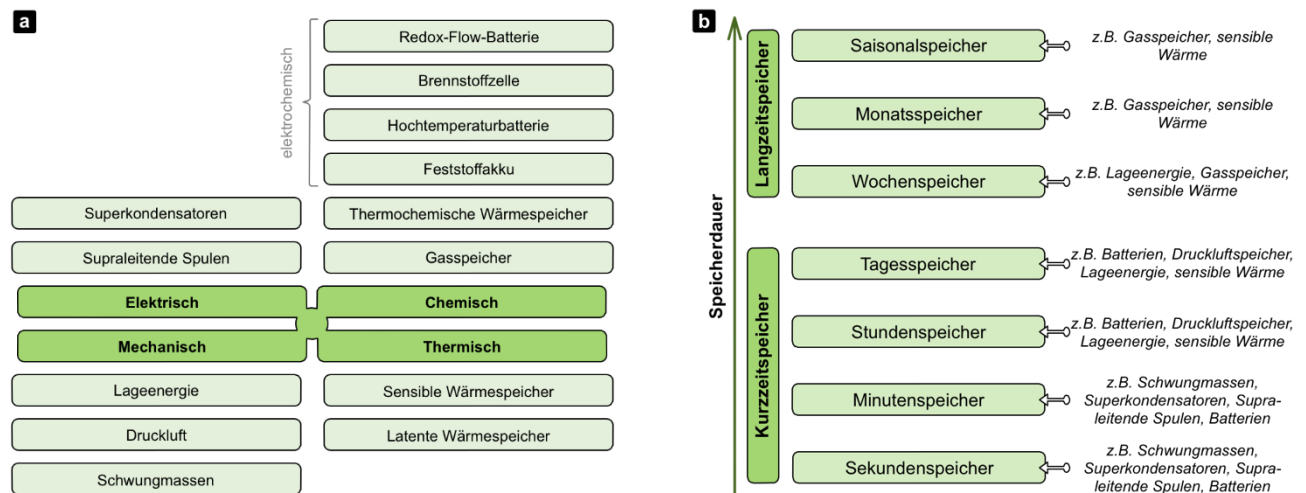 a
elektrochemisch
Redox-Flow-Batterie
Brennstoffzelle
Hochtemperaturbatterie
Feststoffakku
Superkondensatoren
Thermochemische Wärmespeicher
Supraleitende Spulen
Gasspeicher
Elektrisch
Chemisch
Mechanisch
Thermisch
Lageenergie
Sensible Wärmespeicher
Druckluft
Latente Wärmespeicher
Schwungmassen
b
Speicherdauer
Langzeitspeicher
Saisonalspeicher
z.B. Gasspeicher, sensible
Wärme
Monatsspeicher
z.B. Gasspeicher, sensible
Wärme
Wochenspeicher
z.B. Lageenergie, Gasspeicher,
sensible Wärme
Kurzzeitspeicher
Tagesspeicher
z.B. Batterien, Druckluftspeicher,
Lageenergie, sensible Wärme
Stundenspeicher
z.B. Batterien, Druckluftspeicher,
Lageenergie, sensible Wärme
Minutenspeicher
z.B. Schwungmassen,
Superkondensatoren, Supra-
leitende Spulen, Batterien
Sekundenspeicher
z.B. Schwungmassen,
Superkondensatoren, Supra-
leitende Spulen, Batterien